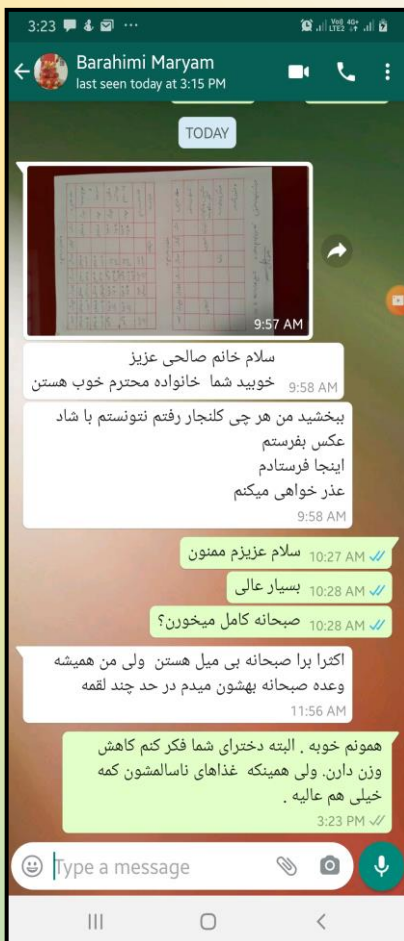 3:23
LTE2 4G+
Barahimi Maryam
last seen today at 3:15 PM
TODAY
9:57 AM
سلام خانم صالحی عزیز
خوبید شما خانواده محترم خوب هستن
9:58 AM
ببخشید من هر چی کلنجار رفتم نتونستم با شاد
عکس بفرستم
اینجا فرستادم
عذر خواهی میکنم
9:58 AM
سلام عزیزم ممنون 10:27 AM
بسیار عالی 10:28 AM
صبحانه کامل میخورن؟ 10:28 AM
اکثرا برا صبحانه بی میل هستن ولی من همیشه
وعده صبحانه بهشون میدم در حد چند لقمه
11:56 AM
همونم خوبه . البته دخترای شما فکر کنم کاهش
وزن دارن. ولی همینکه غذاهای ناسالمشون کمه
خیلی هم عالیه .
3:23 PM
Type a message